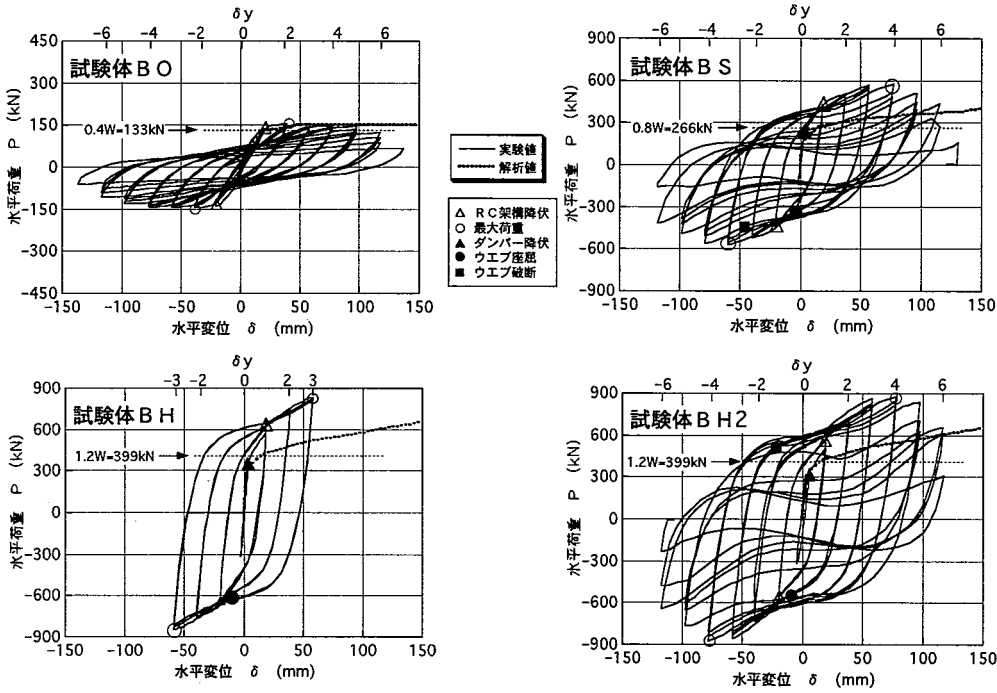 δy
-6 -4 -2 0 2 4 6
450
300
150
0
-150
-300
-450
水平荷重 P (kN)
試験体BO
0.4W=133kN
-150 -100 -50 0 50 100 150
水平変位 δ (mm)
実験値
解析値
△ RC架構降伏
○ 最大荷重
▲ ダンパー降伏
● ウエブ座屈
■ ウエブ破断
δy
-6 -4 -2 0 2 4 6
900
600
300
0
-300
-600
-900
水平荷重 P (kN)
試験体BS
0.8W=266kN
-150 -100 -50 0 50 100 150
水平変位 δ (mm)
δy
-3 -2 0 2 3
900
600
300
0
-300
-600
-900
水平荷重 P (kN)
試験体BH
1.2W=399kN
-150 -100 -50 0 50 100 150
水平変位 δ (mm)
δy
-6 -4 -2 0 2 4 6
900
600
300
0
-300
-600
-900
水平荷重 P (kN)
試験体BH2
1.2W=399kN
-150 -100 -50 0 50 100 150
水平変位 δ (mm)